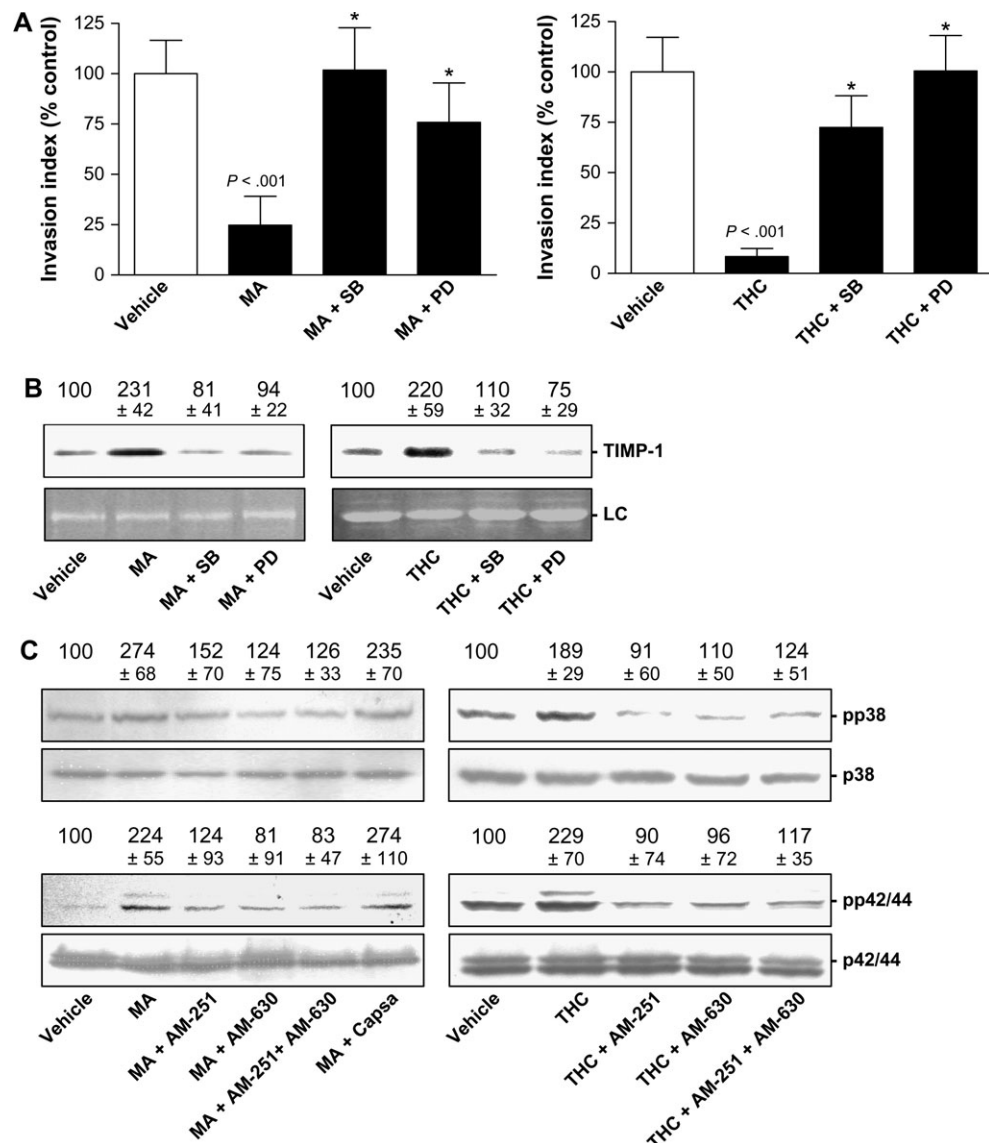 A
Invasion index (% control)
125
100
75
50
25
0
P < .001
*
*
Vehicle
MA
MA + SB
MA + PD
Invasion index (% control)
125
100
75
50
25
0
P < .001
*
*
Vehicle
THC
THC + SB
THC + PD
B
100 231 81 94
± 42 ± 41 ± 22
100 220 110 75
± 59 ± 32 ± 29
TIMP-1
LC
Vehicle
MA
MA + SB
MA + PD
Vehicle
THC
THC + SB
THC + PD
C
100 274 152 124 126 235
± 68 ± 70 ± 75 ± 33 ± 70
100 189 91 110 124
± 29 ± 60 ± 50 ± 51
pp38
p38
100 224 124 81 83 274
± 55 ± 93 ± 91 ± 47 ± 110
100 229 90 96 117
± 70 ± 74 ± 72 ± 35
pp42/44
p42/44
Vehicle
MA
MA + AM-251
MA + AM-630
MA + AM-251+ AM-630
MA + Capsa
Vehicle
THC
THC + AM-251
THC + AM-630
THC + AM-251 + AM-630